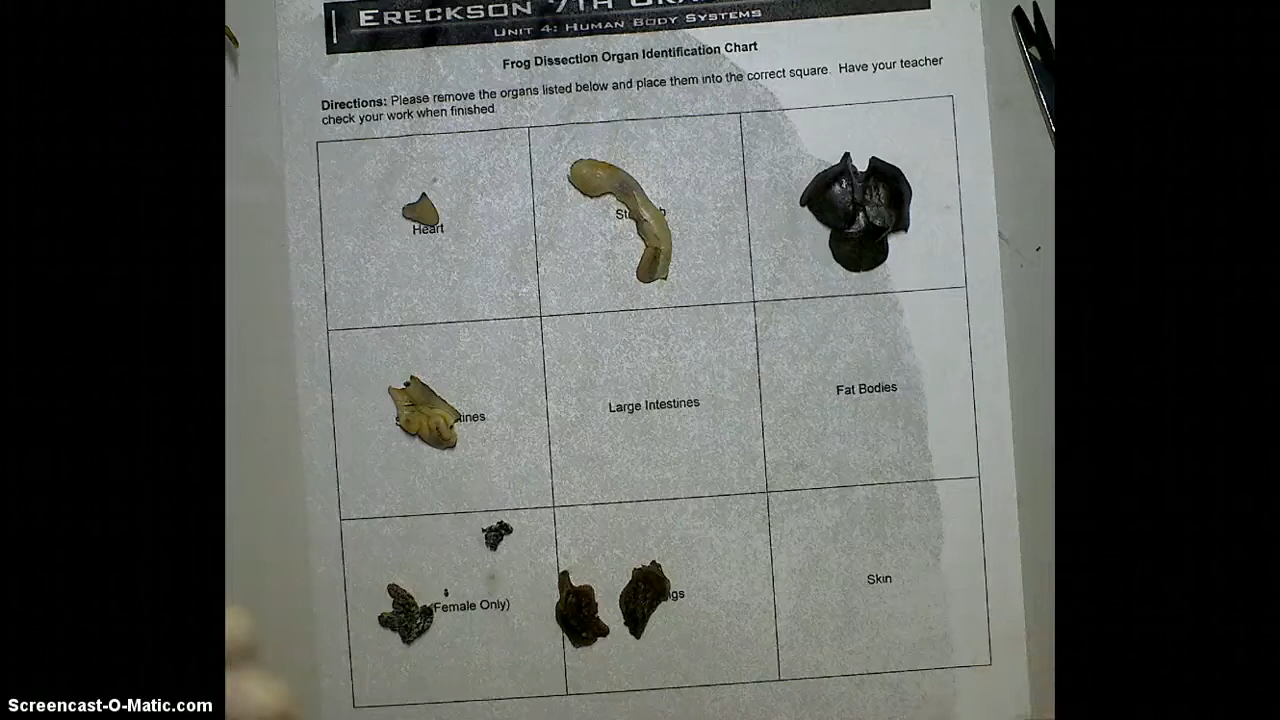 ERECKSON 7TH
UNIT 4: HUMAN BODY SYSTEMS
Frog Dissection Organ Identification Chart
Directions: Please remove the organs listed below and place them into the correct square. Have your teacher
check your work when finished.
Heart
Large Intestines
Fat Bodies
(Female Only)
Skin
Screencast-O-Matic.com